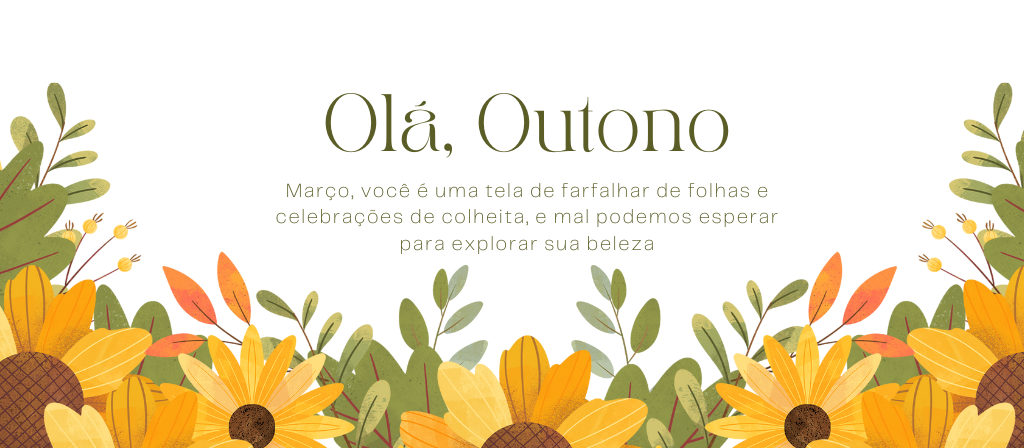 Olá, Outono
Março, você é uma tela de farfalhar de folhas e
celebrações de colheita, e mal podemos esperar
para explorar sua beleza